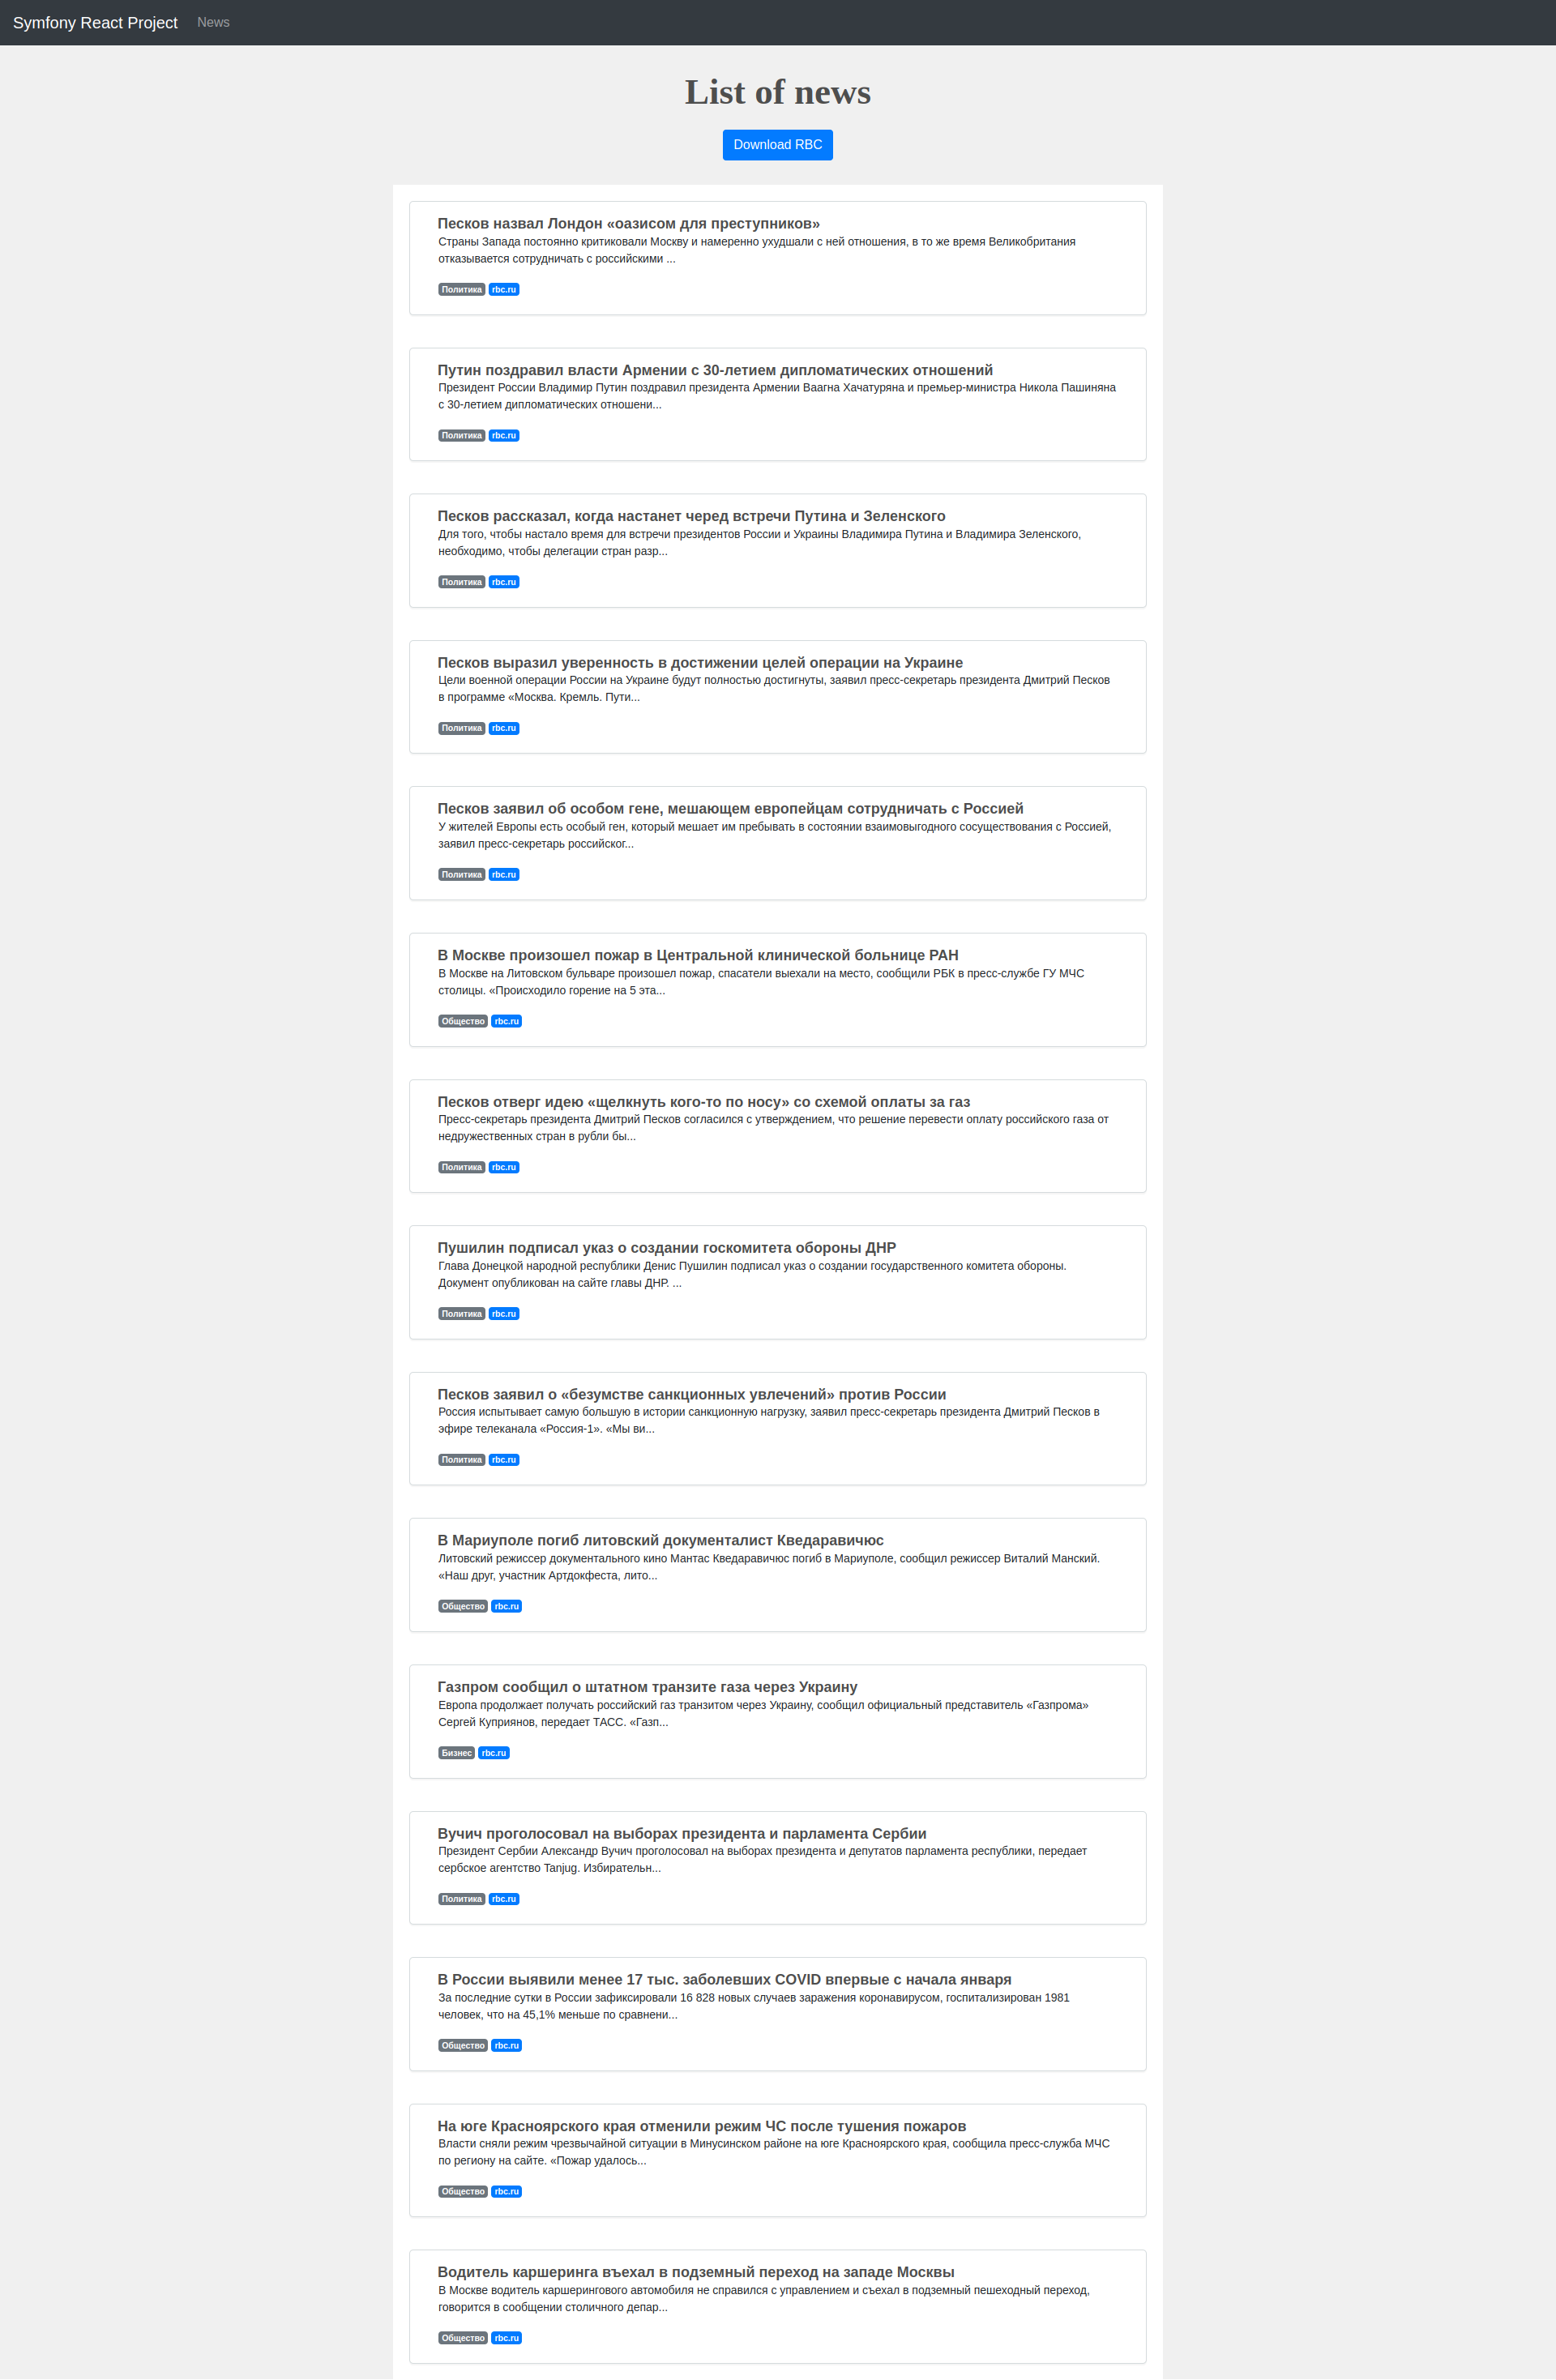 Symfony React Project News
List of news
Download RBC
Песков назвал Лондон «оазисом для преступников»
Страны Запада постоянно критиковали Москву и намеренно ухудшали с ней отношения, в то же время Великобритания
отказывается сотрудничать с российскими ...
Политика rbc.ru
Путин поздравил власти Армении с 30-летием дипломатических отношений
Президент России Владимир Путин поздравил президента Армении Ваагна Хачатуряна и премьер-министра Никола Пашиняна
с 30-летием дипломатических отношени...
Политика rbc.ru
Песков рассказал, когда настанет черед встречи Путина и Зеленского
Для того, чтобы настало время для встречи президентов России и Украины Владимира Путина и Владимира Зеленского,
необходимо, чтобы делегации стран разр...
Политика rbc.ru
Песков выразил уверенность в достижении целей операции на Украине
Цели военной операции России на Украине будут полностью достигнуты, заявил пресс-секретарь президента Дмитрий Песков
в программе «Москва. Кремль. Пути...
Политика rbc.ru
Песков заявил об особом гене, мешающем европейцам сотрудничать с Россией
У жителей Европы есть особый ген, который мешает им пребывать в состоянии взаимовыгодного сосуществования с Россией,
заявил пресс-секретарь российског...
Политика rbc.ru
В Москве произошел пожар в Центральной клинической больнице РАН
В Москве на Литовском бульваре произошел пожар, спасатели выехали на место, сообщили РБК в пресс-службе ГУ МЧС
столицы. «Происходило горение на 5 эта...
Общество rbc.ru
Песков отверг идею «щелкнуть кого-то по носу» со схемой оплаты за газ
Пресс-секретарь президента Дмитрий Песков согласился с утверждением, что решение перевести оплату российского газа от
недружественных стран в рубли бы...
Политика rbc.ru
Пушилин подписал указ о создании госкомитета обороны ДНР
Глава Донецкой народной республики Денис Пушилин подписал указ о создании государственного комитета обороны.
Документ опубликован на сайте главы ДНР. ...
Политика rbc.ru
Песков заявил о «безумстве санкционных увлечений» против России
Россия испытывает самую большую в истории санкционную нагрузку, заявил пресс-секретарь президента Дмитрий Песков в
эфире телеканала «Россия-1». «Мы ви...
Политика rbc.ru
В Мариуполе погиб литовский документалист Кведаравичюс
Литовский режиссер документального кино Мантас Кведаравичюс погиб в Мариуполе, сообщил режиссер Виталий Манский.
«Наш друг, участник Артдокфеста, лито...
Общество rbc.ru
Газпром сообщил о штатном транзите газа через Украину
Европа продолжает получать российский газ транзитом через Украину, сообщил официальный представитель «Газпрома»
Сергей Куприянов, передает ТАСС. «Газп...
Бизнес rbc.ru
Вучич проголосовал на выборах президента и парламента Сербии
Президент Сербии Александр Вучич проголосовал на выборах президента и депутатов парламента республики, передает
сербское агентство Tanjug. Избирательн...
Политика rbc.ru
В России выявили менее 17 тыс. заболевших COVID впервые с начала января
За последние сутки в России зафиксировали 16 828 новых случаев заражения коронавирусом, госпитализирован 1981
человек, что на 45,1% меньше по сравнени...
Общество rbc.ru
На юге Красноярского края отменили режим ЧС после тушения пожаров
Власти сняли режим чрезвычайной ситуации в Минусинском районе на юге Красноярского края, сообщила пресс-служба МЧС
по региону на сайте. «Пожар удалось...
Общество rbc.ru
Водитель каршеринга въехал в подземный переход на западе Москвы
В Москве водитель каршерингового автомобиля не справился с управлением и съехал в подземный пешеходный переход,
говорится в сообщении столичного депар...
Общество rbc.ru